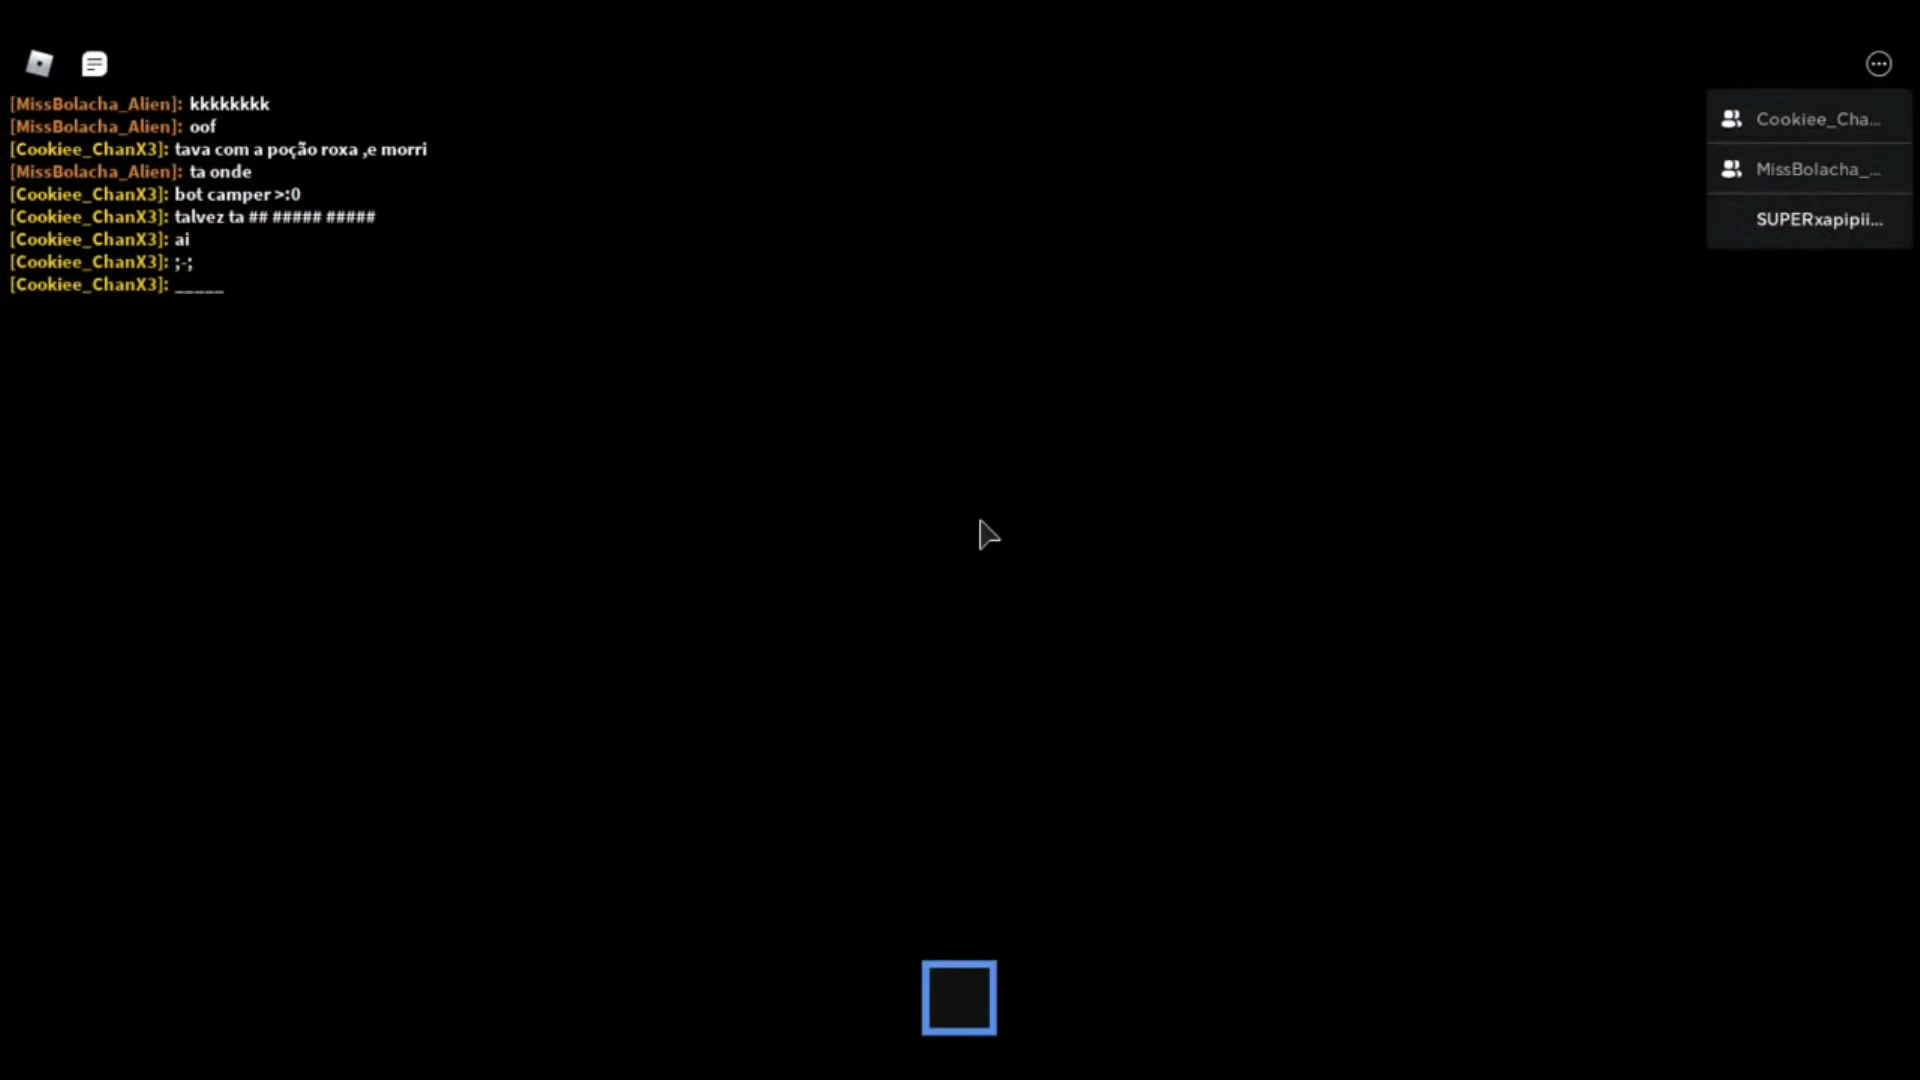 [MissBolacha_Alien]: kkkkkkkk
[MissBolacha_Alien]: oof
[Cookiee_ChanX3]: tava com a poção roxa ,e morri
[MissBolacha_Alien]: ta onde
[Cookiee_ChanX3]: bot camper >:0
[Cookiee_ChanX3]: talvez ta ## ##### #####
[Cookiee_ChanX3]: ai
[Cookiee_ChanX3]: ;-;
[Cookiee_ChanX3]: _____
Cookiee_Cha...
MissBolacha_...
SUPERxapipii...